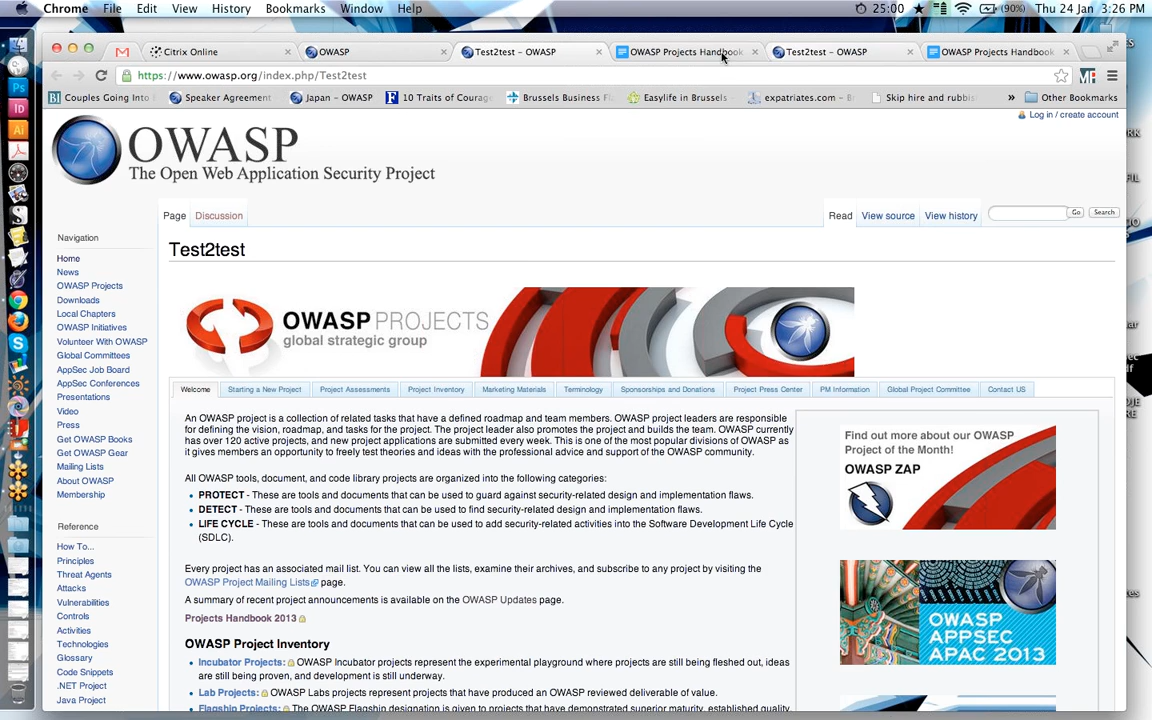 Chrome File Edit View History Bookmarks Window Help 25:00 (90%) Thu 24 Jan 3:26 PM
Citrix Online OWASP Test2test – OWASP OWASP Projects Handbook Test2test – OWASP OWASP Projects Handbook
https://www.owasp.org/index.php/Test2test
Couples Going Into Speaker Agreement Japan – OWASP 10 Traits of Courag Brussels Business Easylife in Brussels expatriates.com – B Skip hire and rubbis » Other Bookmarks
Log in / create account
OWASP
The Open Web Application Security Project
Page Discussion Read View source View history Go Search
Test2test
OWASP PROJECTS
global strategic group
Welcome Starting a New Project Project Assessments Project Inventory Marketing Materials Terminology Sponsorships and Donations Project Press Center PM Information Global Project Committee Contact US
Navigation
Home
News
OWASP Projects
Downloads
Local Chapters
OWASP Initiatives
Volunteer With OWASP
Global Committees
AppSec Job Board
AppSec Conferences
Presentations
Video
Press
Get OWASP Books
Get OWASP Gear
Mailing Lists
About OWASP
Membership
Reference
How To...
Principles
Threat Agents
Attacks
Vulnerabilities
Controls
Activities
Technologies
Glossary
Code Snippets
.NET Project
Java Project
An OWASP project is a collection of related tasks that have a defined roadmap and team members. OWASP project leaders are responsible
for defining the vision, roadmap, and tasks for the project. The project leader also promotes the project and builds the team. OWASP currently
has over 120 active projects, and new project applications are submitted every week. This is one of the most popular divisions of OWASP as
it gives members an opportunity to freely test theories and ideas with the professional advice and support of the OWASP community.
All OWASP tools, document, and code library projects are organized into the following categories:
• PROTECT - These are tools and documents that can be used to guard against security-related design and implementation flaws.
• DETECT - These are tools and documents that can be used to find security-related design and implementation flaws.
• LIFE CYCLE - These are tools and documents that can be used to add security-related activities into the Software Development Life Cycle
(SDLC).
Every project has an associated mail list. You can view all the lists, examine their archives, and subscribe to any project by visiting the
OWASP Project Mailing Lists page.
A summary of recent project announcements is available on the OWASP Updates page.
Projects Handbook 2013
OWASP Project Inventory
• Incubator Projects: OWASP Incubator projects represent the experimental playground where projects are still being fleshed out, ideas
are still being proven, and development is still underway.
• Lab Projects: OWASP Labs projects represent projects that have produced an OWASP reviewed deliverable of value.
• Flagship Projects: The OWASP Flagship designation is given to projects that have demonstrated superior maturity, established quality,
Find out more about our OWASP
Project of the Month!
OWASP ZAP
OWASP
APPSEC
APAC 2013